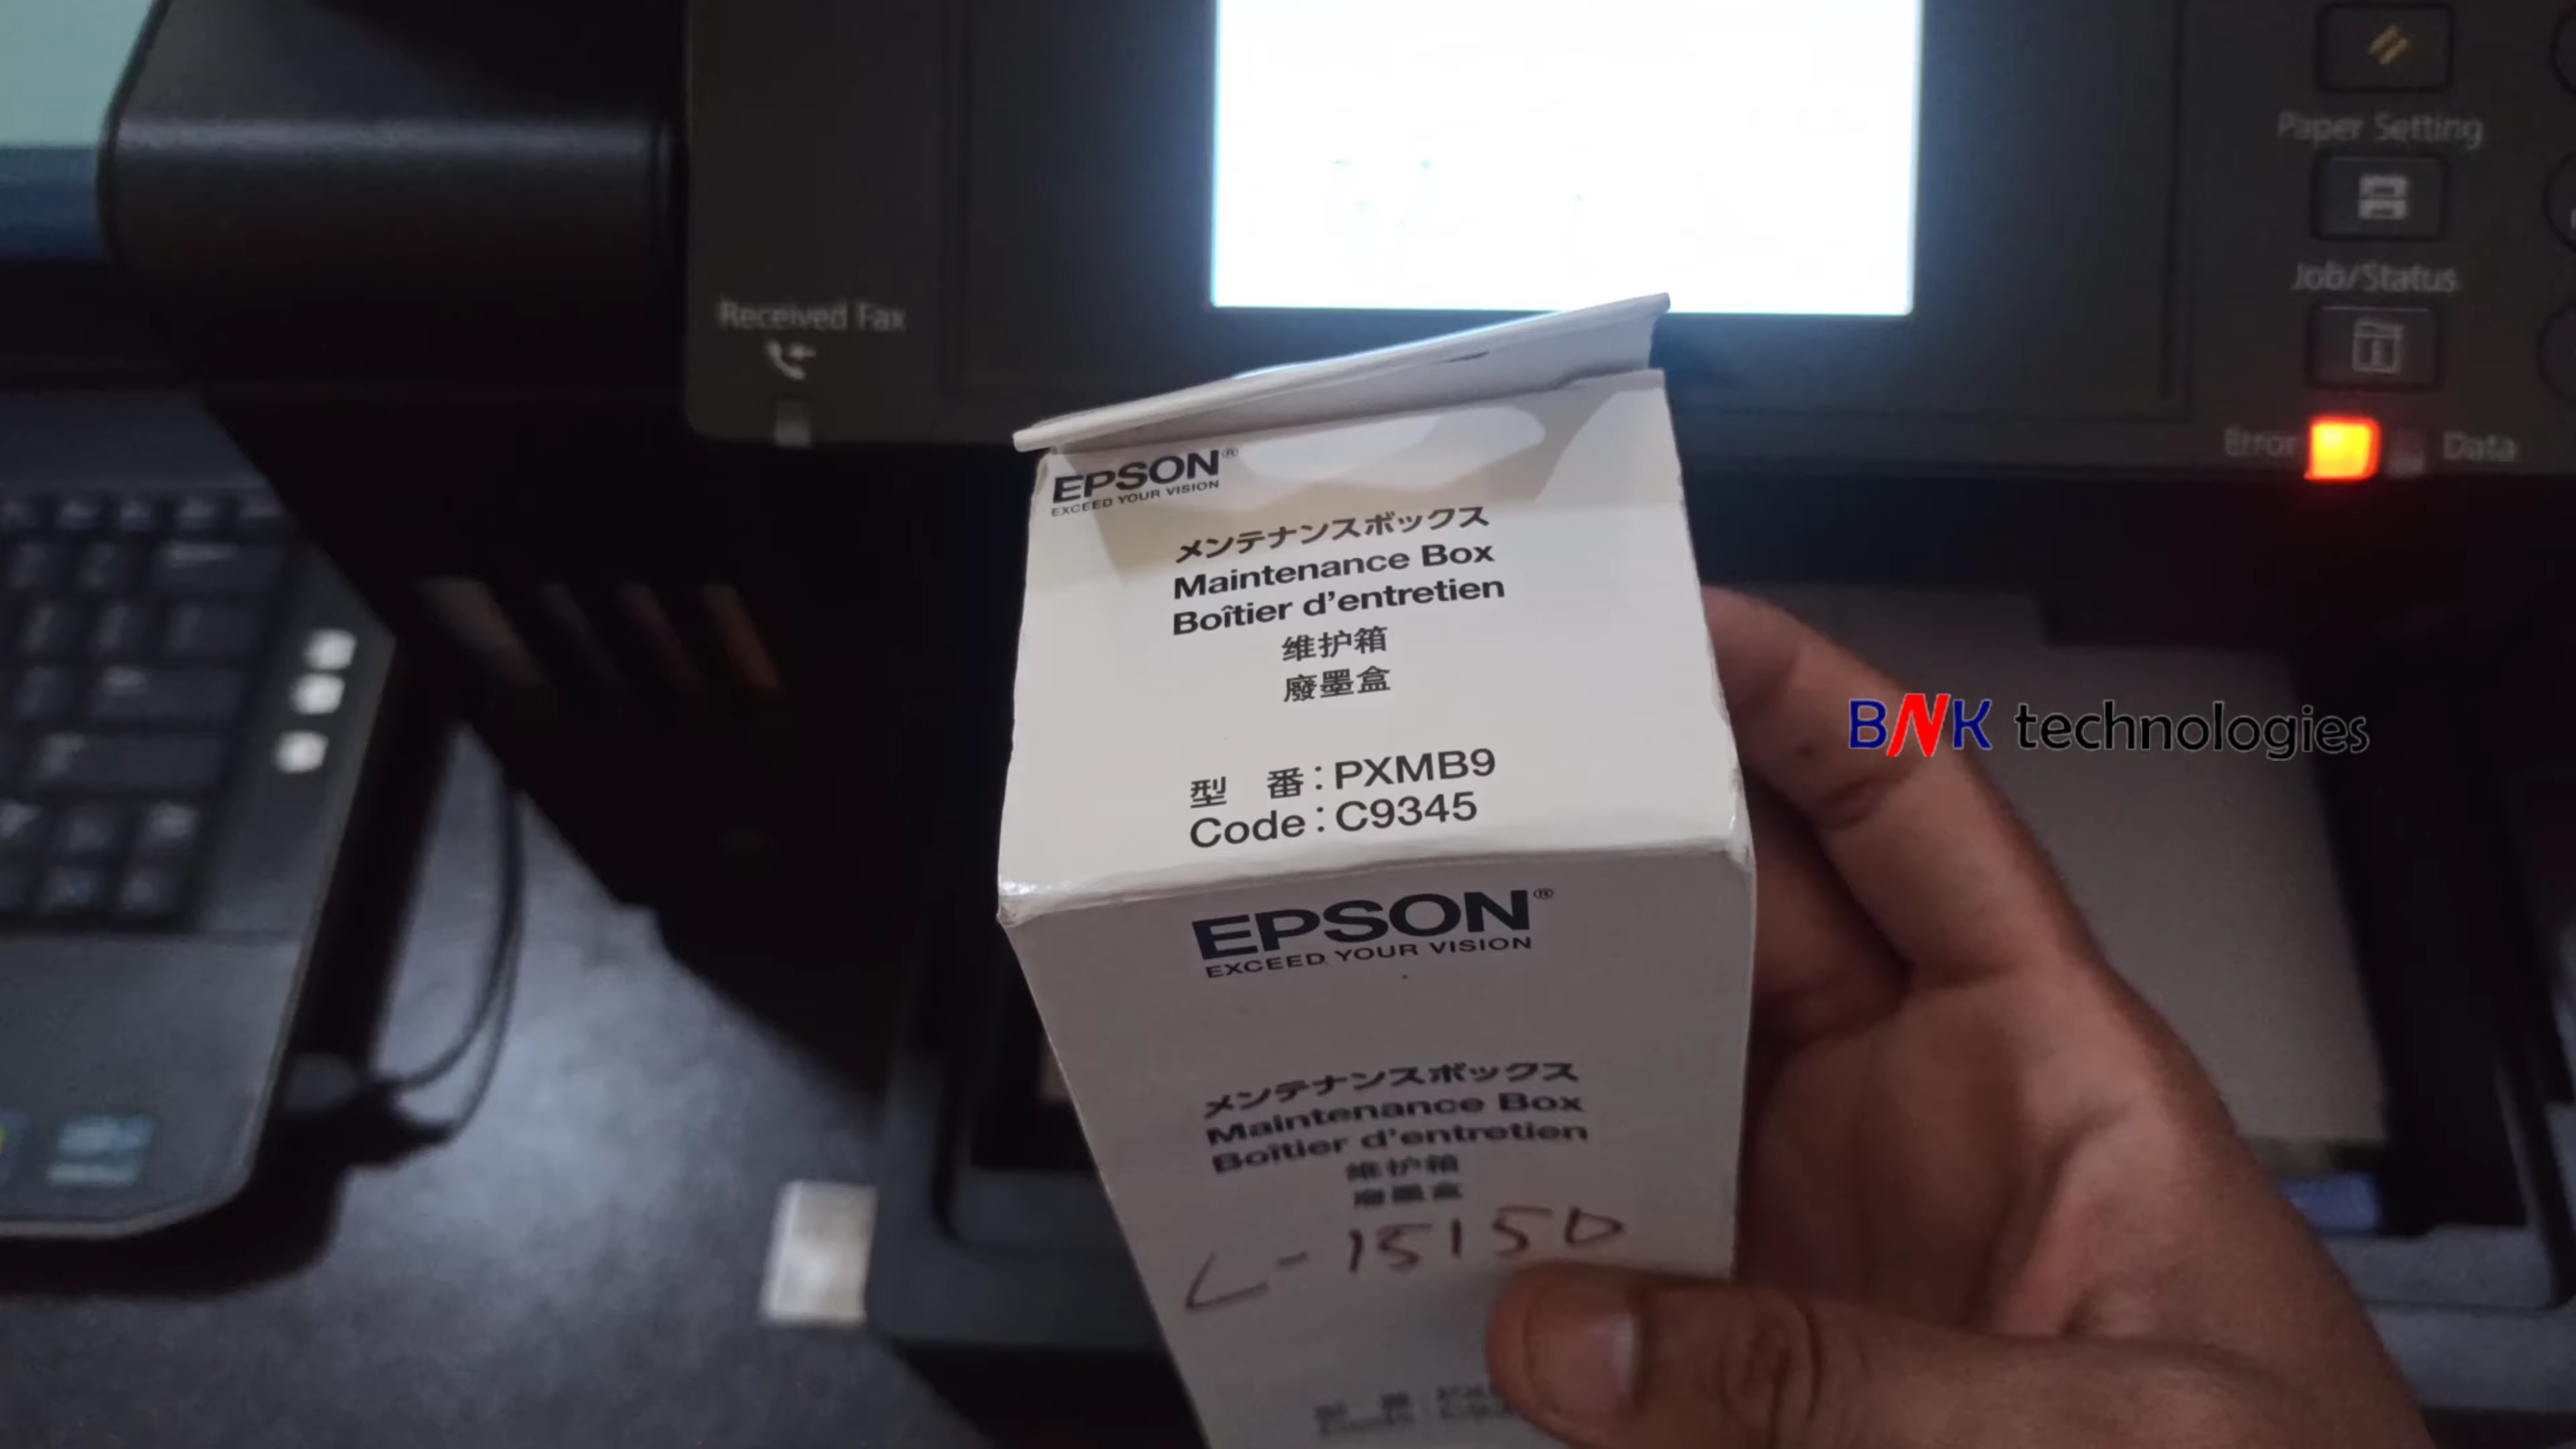 Paper Setting
Job/Status
Received Fax
Error
Data
EPSON®
EXCEED YOUR VISION
メンテナンスボックス
Maintenance Box
Boîtier d'entretien
维护箱
廢墨盒
型 番：PXMB9
Code：C9345
BNK technologies
EPSON®
EXCEED YOUR VISION
メンテナンスボックス
Maintenance Box
Boîtier d'entretien
维护箱
廢墨盒
L-15150
型 番